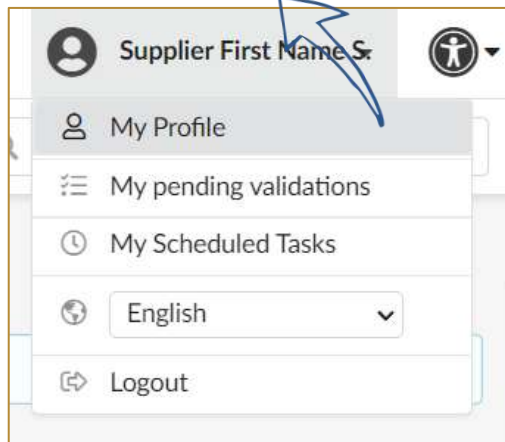 Supplier First Name S.
My Profile
My pending validations
My Scheduled Tasks
English
Logout